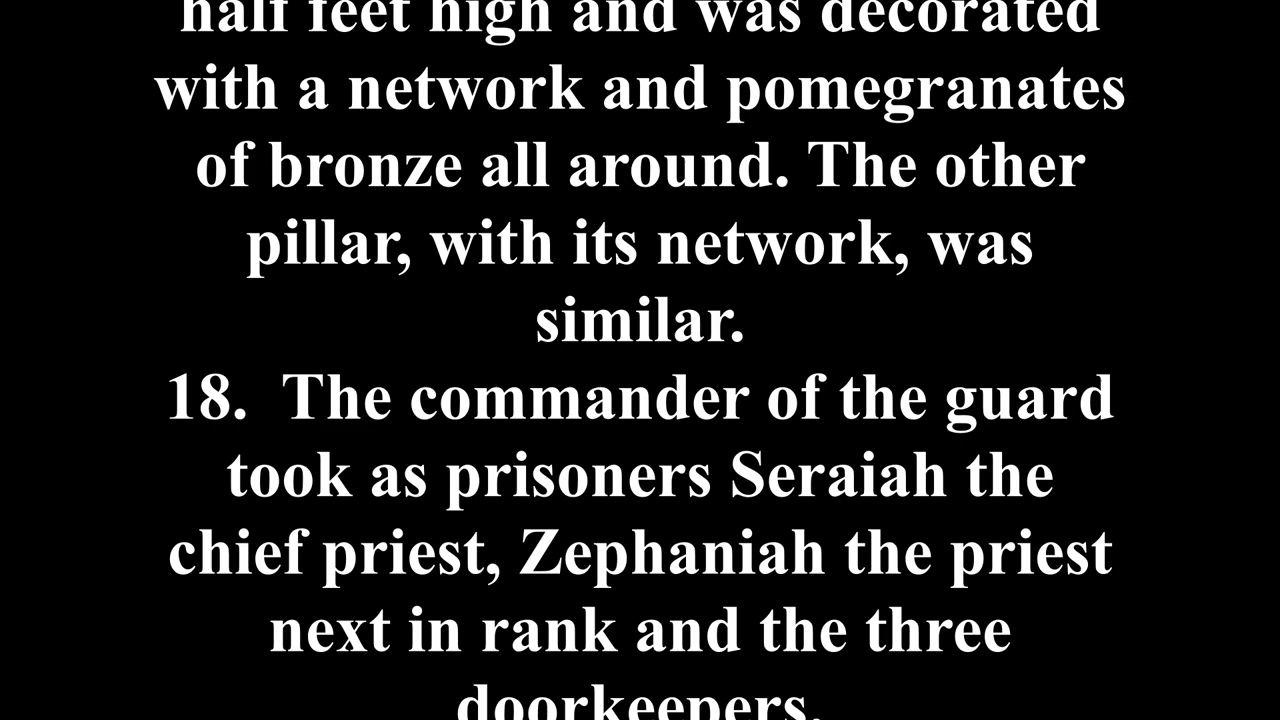 half feet high and was decorated
with a network and pomegranates
of bronze all around. The other
pillar, with its network, was
similar.
18. The commander of the guard
took as prisoners Seraiah the
chief priest, Zephaniah the priest
next in rank and the three
doorkeepers.